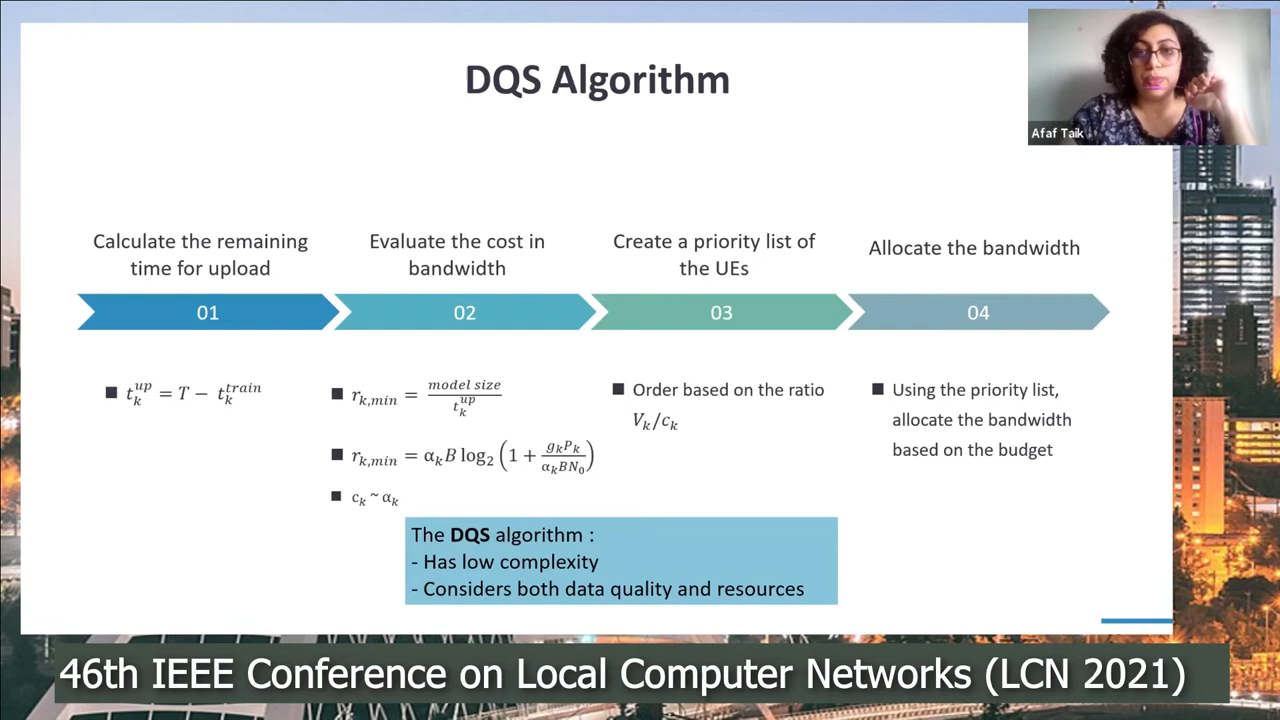 DQS Algorithm
Afaf Taik
Calculate the remaining
time for upload
Evaluate the cost in
bandwidth
Create a priority list of
the UEs
Allocate the bandwidth
01
02
03
04
■ t_k^{up} = T − t_k^{train}
■ r_{k,min} = \frac{model size}{t_k^{up}}
■ r_{k,min} = α_k B log_2 (1 + \frac{g_k P_k}{α_k B N_0})
■ c_k ~ α_k
■ Order based on the ratio
V_k/c_k
■ Using the priority list,
allocate the bandwidth
based on the budget
The DQS algorithm :
- Has low complexity
- Considers both data quality and resources
46th IEEE Conference on Local Computer Networks (LCN 2021)